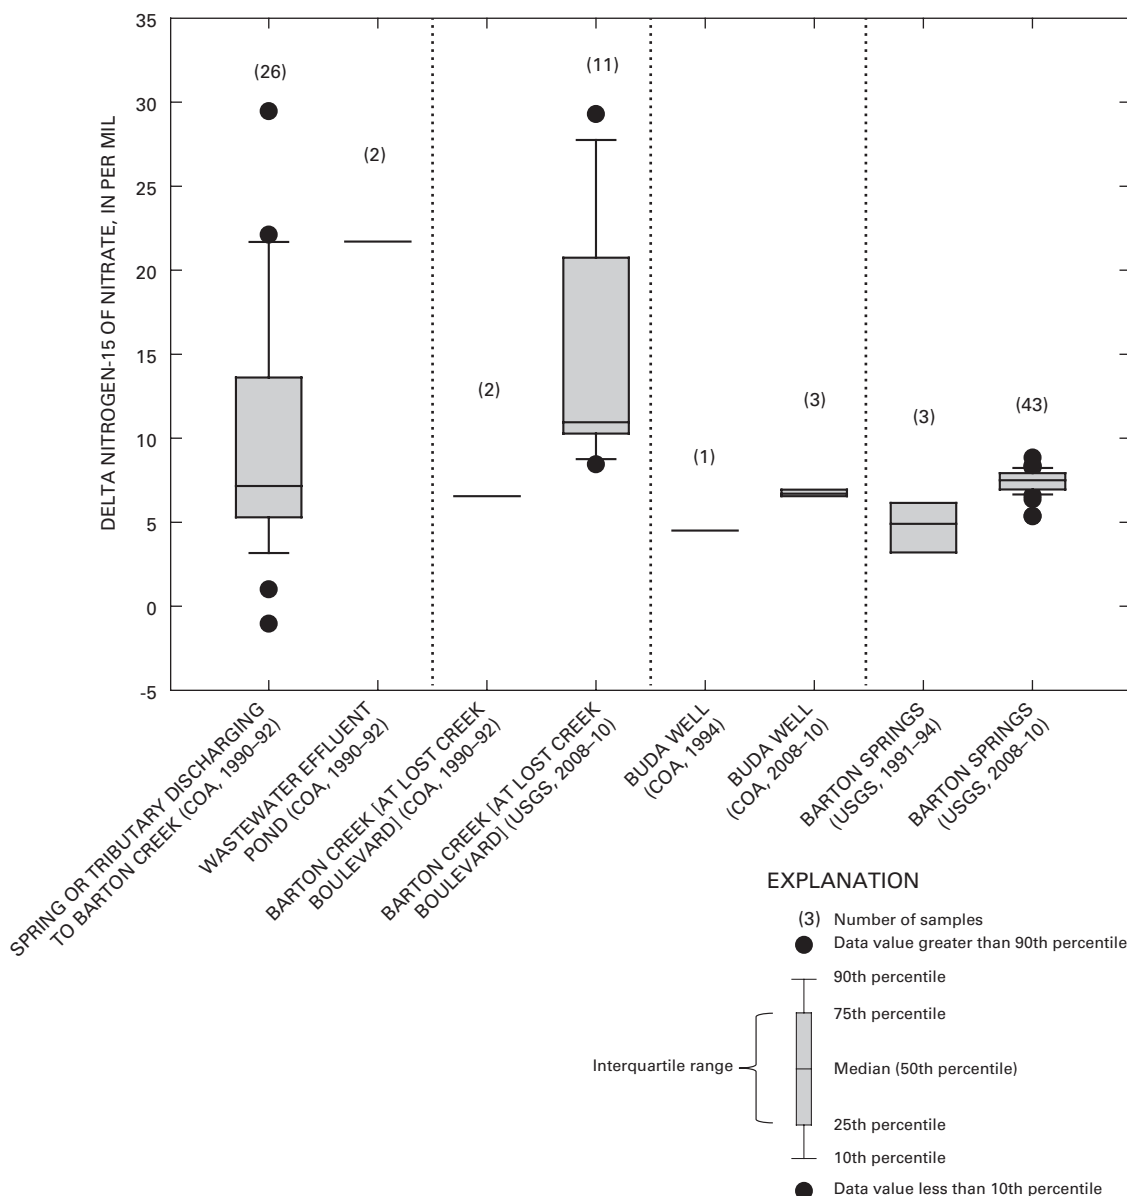 35
30
25
20
15
10
5
0
-5
DELTA NITROGEN-15 OF NITRATE, IN PER MIL
(26)
(2)
(2)
(11)
(1)
(3)
(3)
(43)
SPRING OR TRIBUTARY DISCHARGING
TO BARTON CREEK (COA, 1990–92)
WASTEWATER EFFLUENT
POND (COA, 1990–92)
BARTON CREEK [AT LOST CREEK
BOULEVARD] (COA, 1990–92)
BARTON CREEK [AT LOST CREEK
BOULEVARD] (USGS, 2008–10)
BUDA WELL
(COA, 1994)
BUDA WELL
(COA, 2008–10)
BARTON SPRINGS
(USGS, 1991–94)
BARTON SPRINGS
(USGS, 2008–10)
EXPLANATION
(3) Number of samples
Data value greater than 90th percentile
90th percentile
75th percentile
Interquartile range
Median (50th percentile)
25th percentile
10th percentile
Data value less than 10th percentile